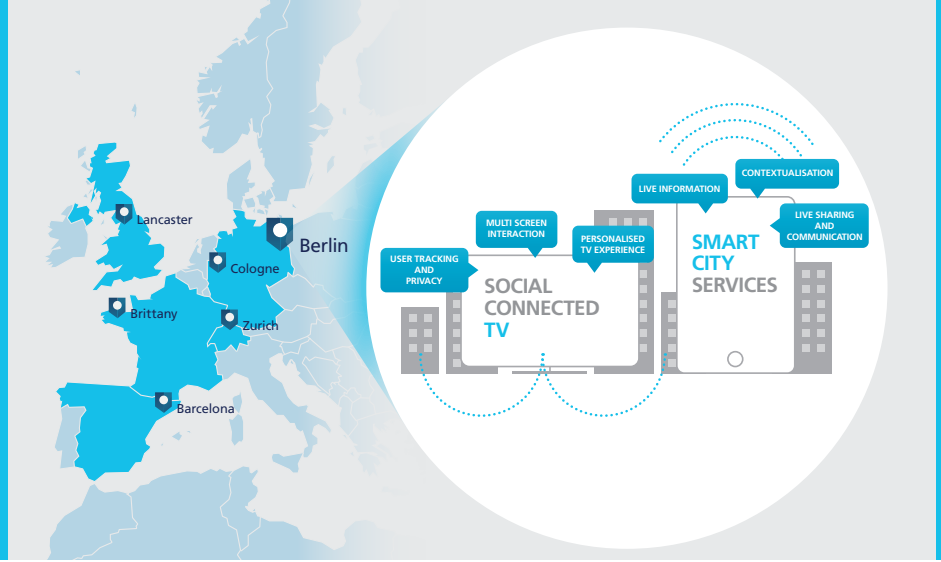 Lancaster
Berlin
Cologne
Brittany
Zurich
Barcelona
USER TRACKING
AND
PRIVACY
MULTI SCREEN
INTERACTION
PERSONALISED
TV EXPERIENCE
SOCIAL
CONNECTED
TV
LIVE INFORMATION
CONTEXTUALISATION
LIVE SHARING
AND
COMMUNICATION
SMART
CITY
SERVICES